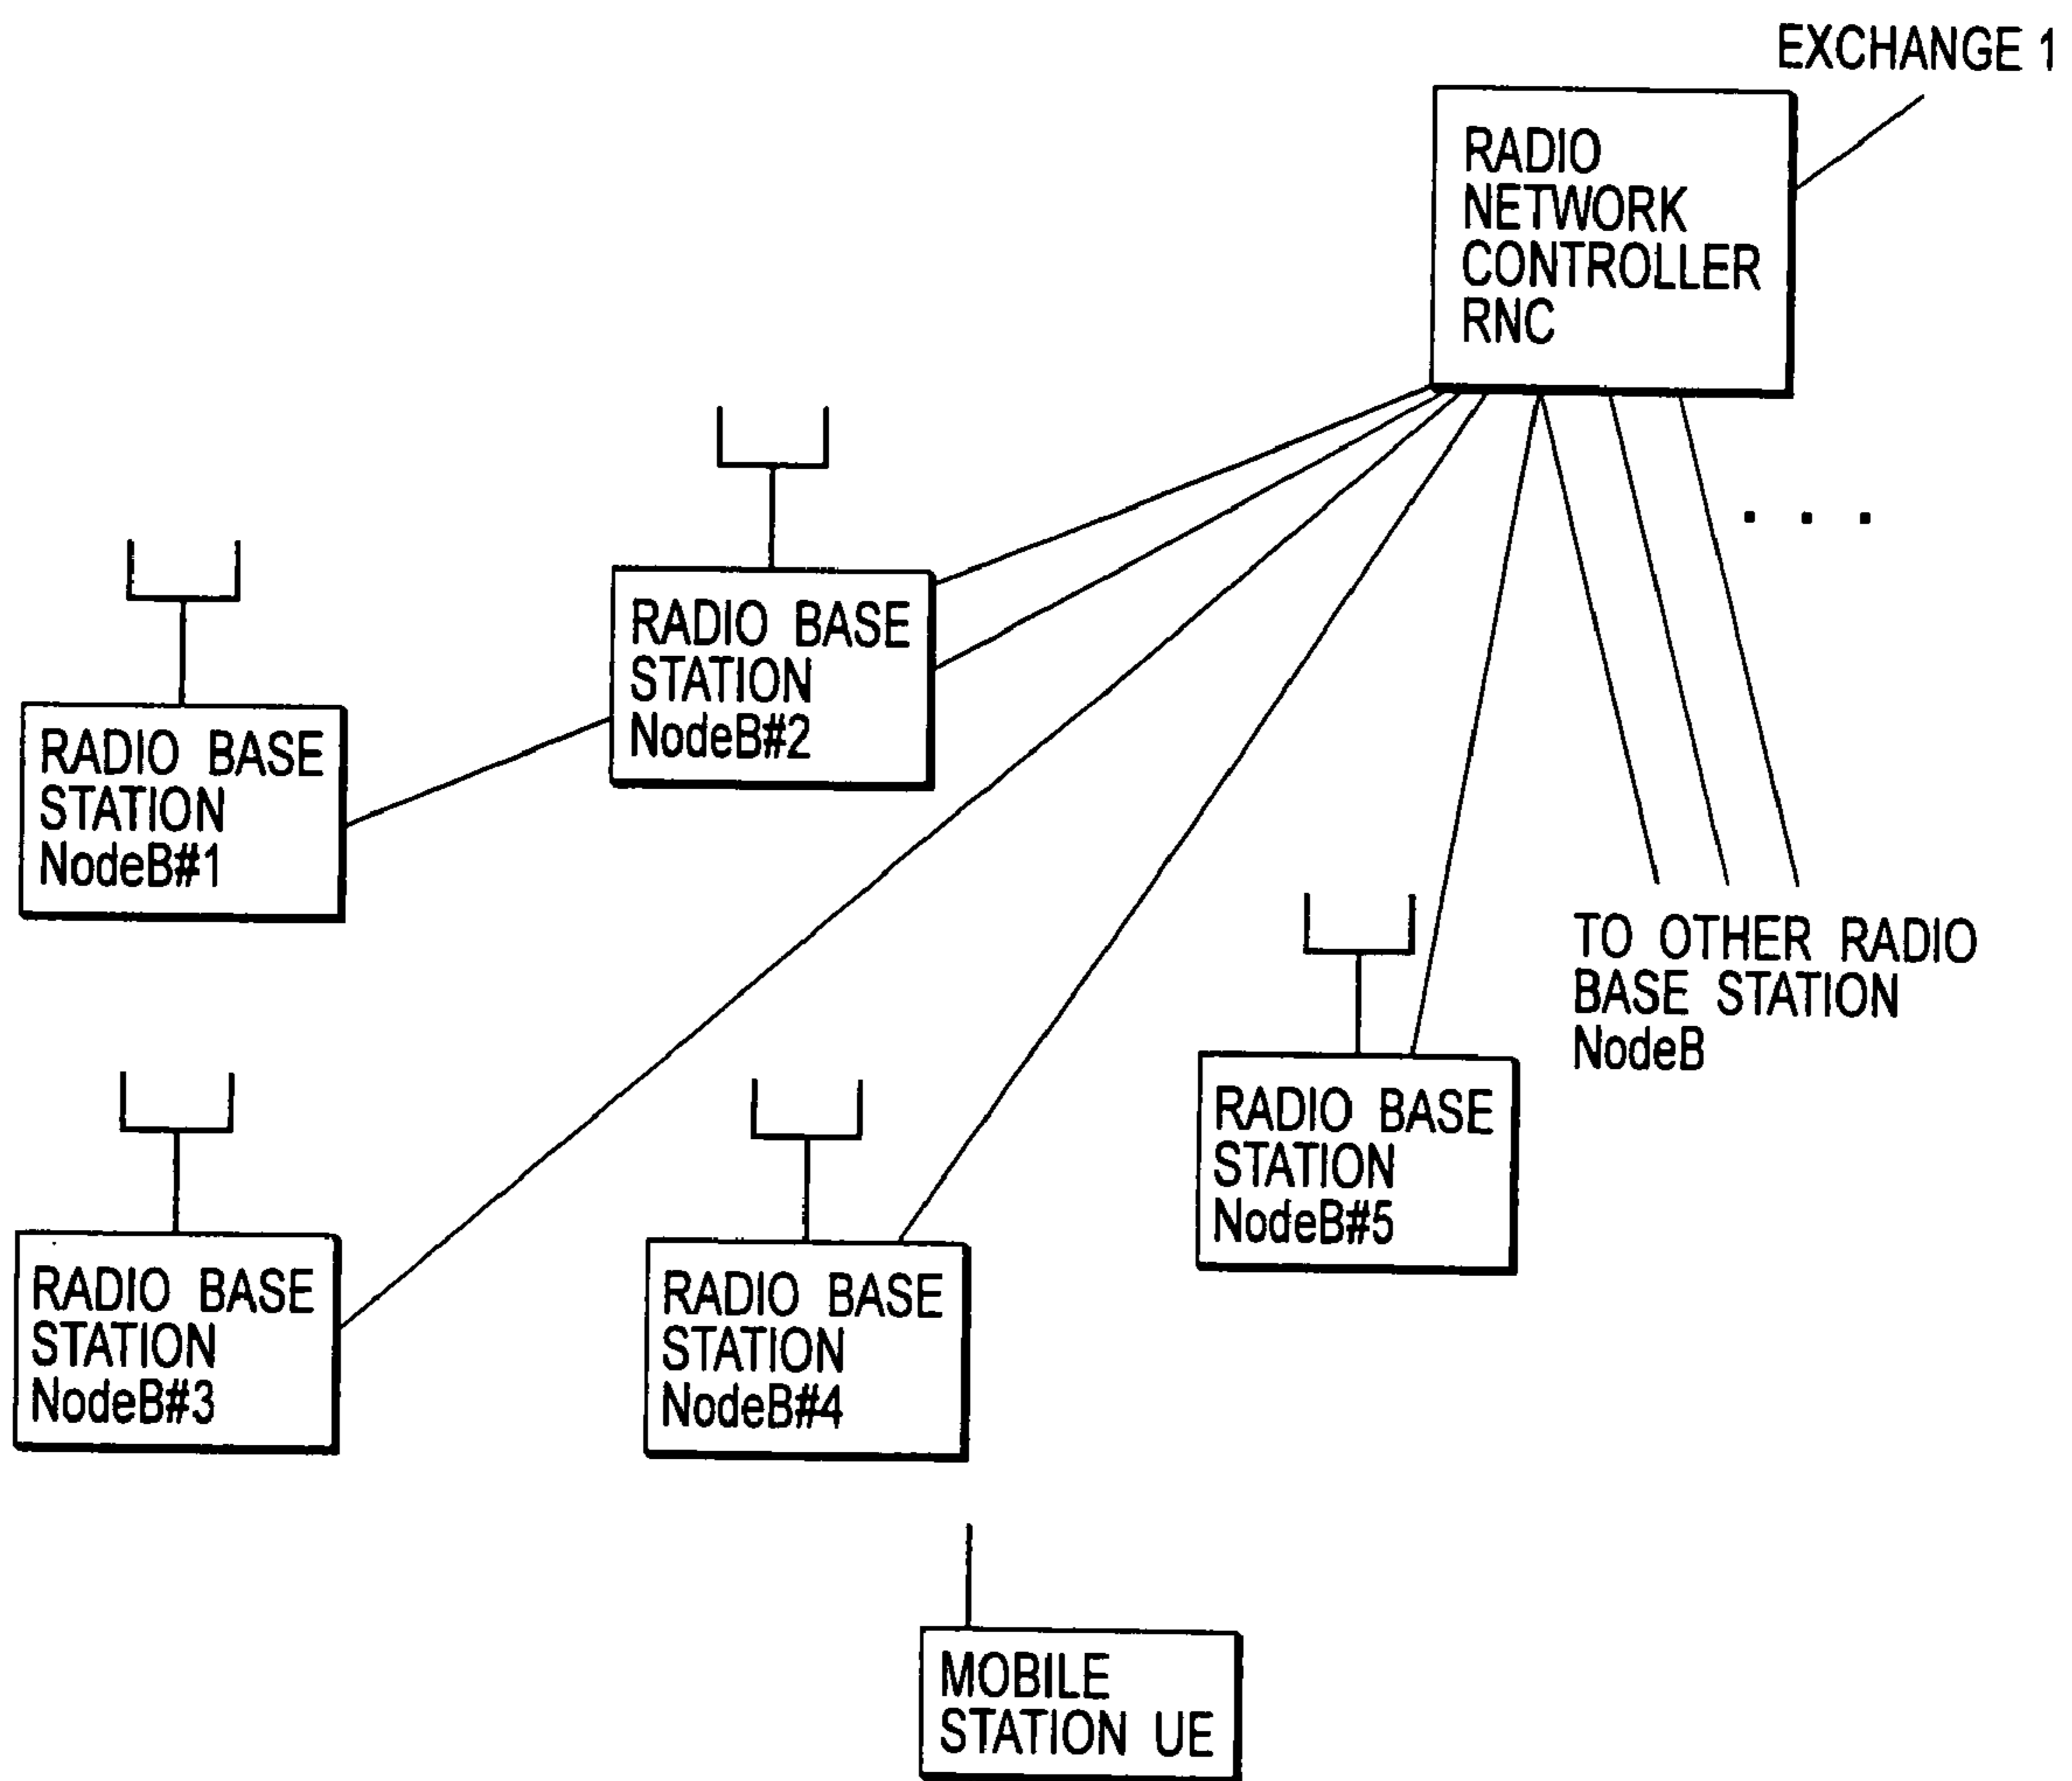 EXCHANGE 1
RADIO
NETWORK
CONTROLLER
RNC
RADIO BASE
STATION
NodeB#2
RADIO BASE
STATION
NodeB#1
TO OTHER RADIO
BASE STATION
NodeB
RADIO BASE
STATION
NodeB#5
RADIO BASE
STATION
NodeB#3
RADIO BASE
STATION
NodeB#4
MOBILE
STATION UE